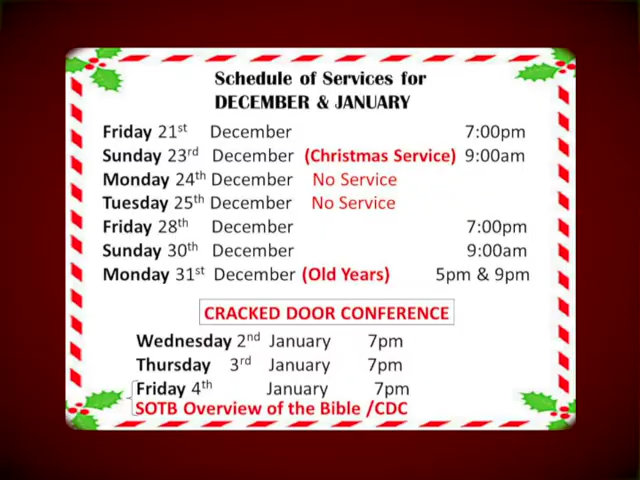 Schedule of Services for
DECEMBER & JANUARY
Friday 21st December 7:00pm
Sunday 23rd December (Christmas Service) 9:00am
Monday 24th December No Service
Tuesday 25th December No Service
Friday 28th December 7:00pm
Sunday 30th December 9:00am
Monday 31st December (Old Years) 5pm & 9pm
CRACKED DOOR CONFERENCE
Wednesday 2nd January 7pm
Thursday 3rd January 7pm
Friday 4th January 7pm
SOTB Overview of the Bible /CDC